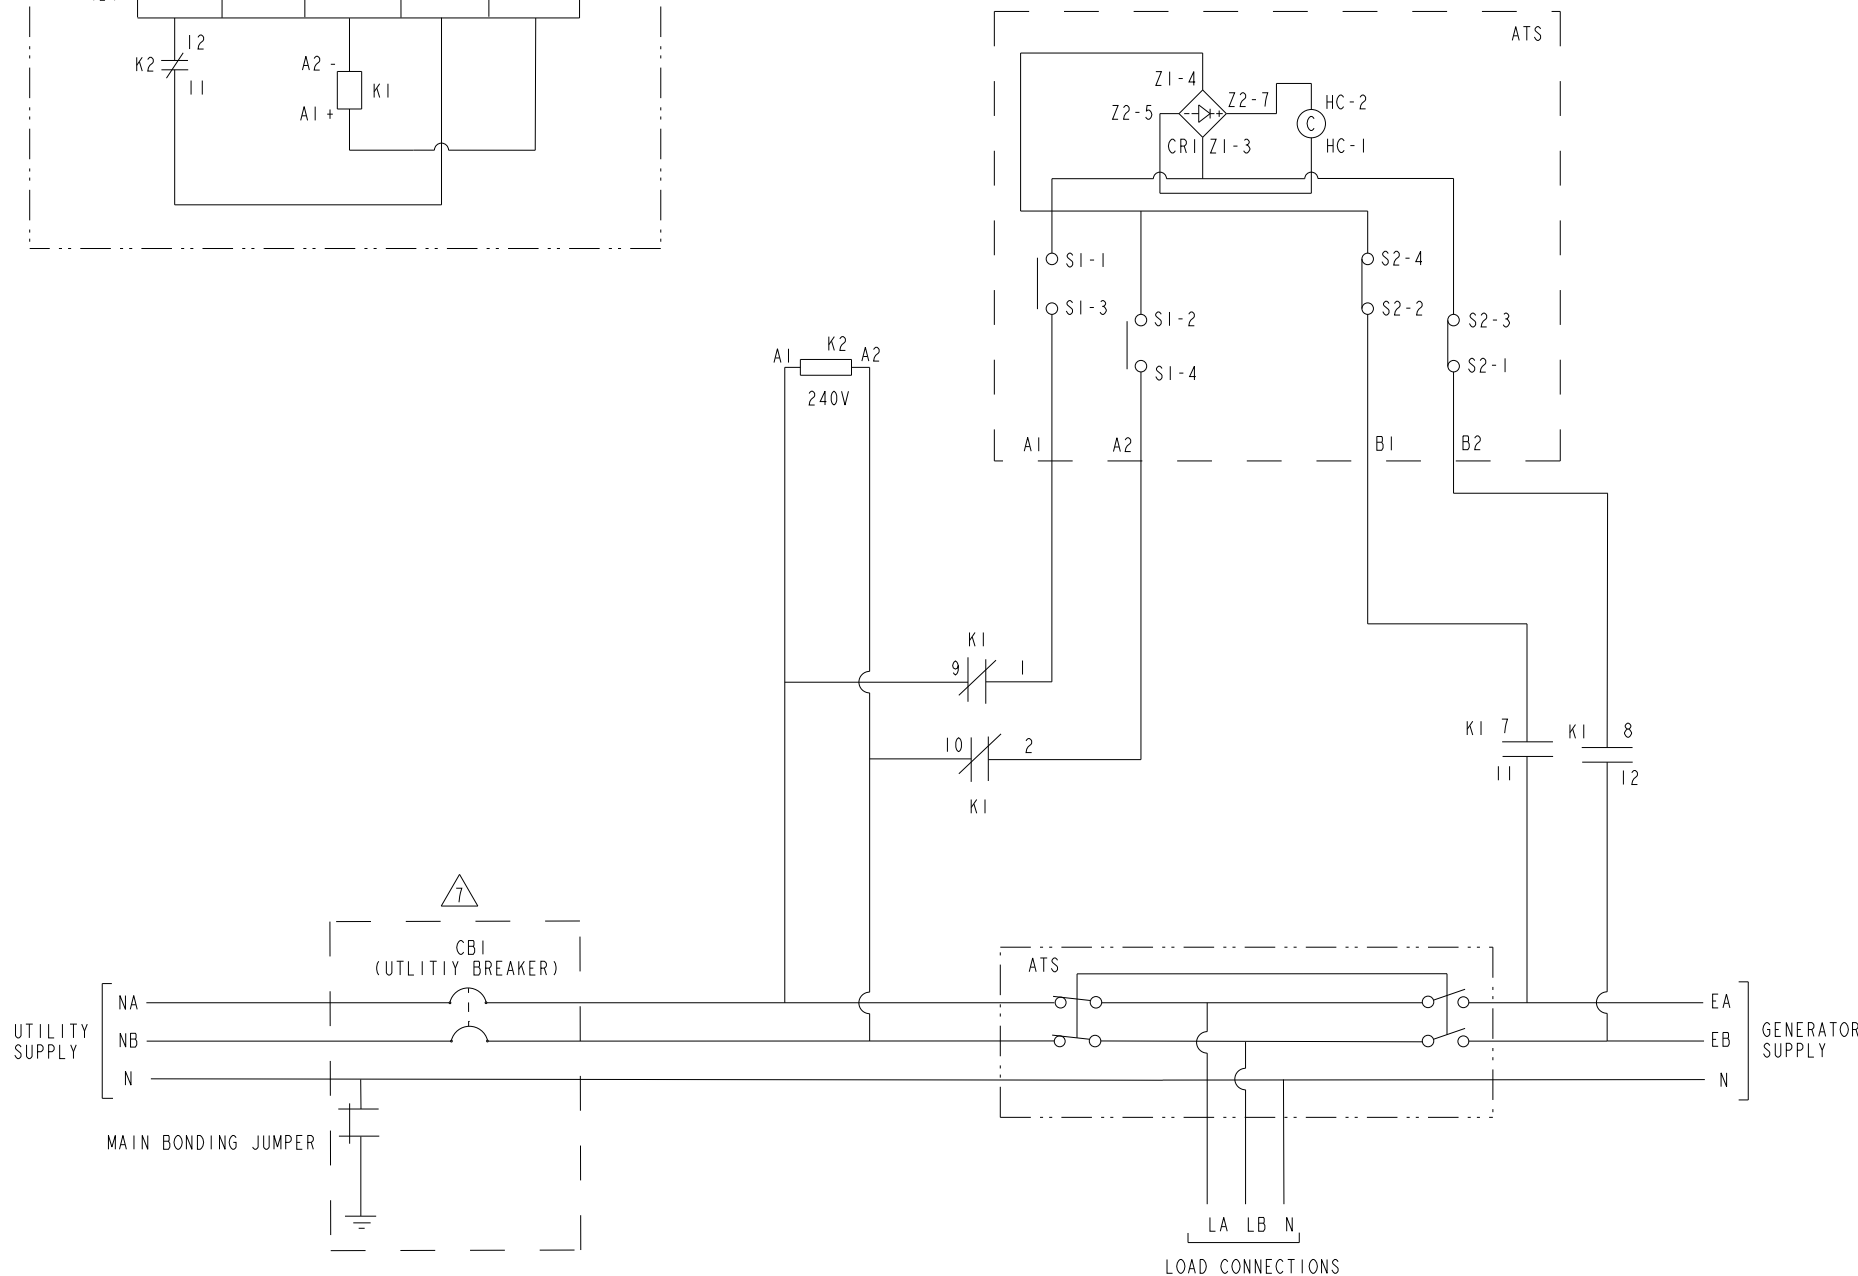 ATS
K2
12
11
A2 -
A1 +
K1
Z1-4
Z2-5
Z2-7
HC-2
C
CR1
Z1-3
HC-1
- +
S1-1
S1-3
S1-2
S1-4
S2-4
S2-2
S2-3
S2-1
A1
K2
A2
240V
A1
A2
B1
B2
K1
9
1
10
2
K1
K1
7
11
K1
8
12
7
CB1
(UTLITIY BREAKER)
ATS
NA
NB
N
UTILITY
SUPPLY
EA
EB
N
GENERATOR
SUPPLY
MAIN BONDING JUMPER
LA LB N
LOAD CONNECTIONS